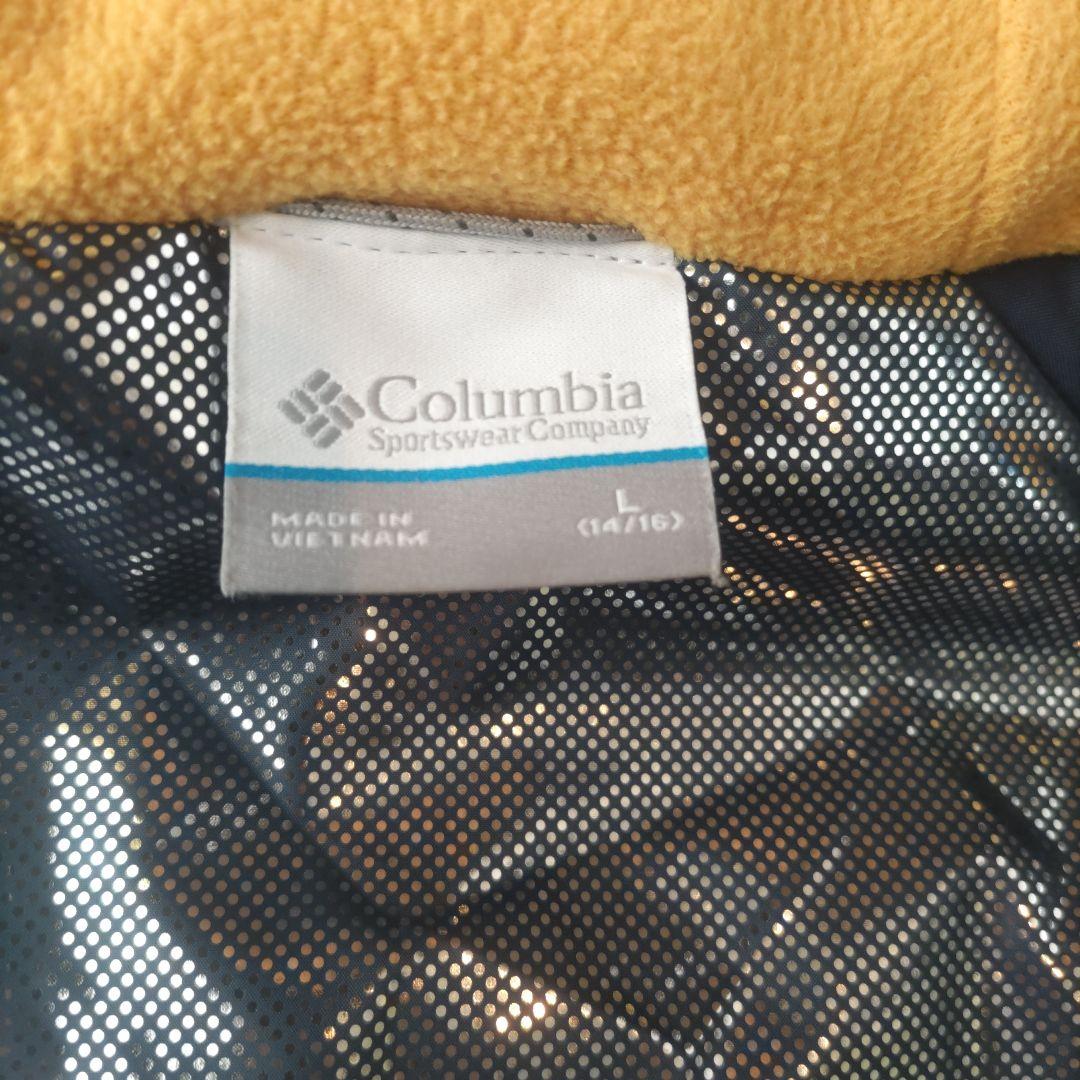 Columbia
Sportswear Company
MADE IN
VIETNAM
L
(14/16)